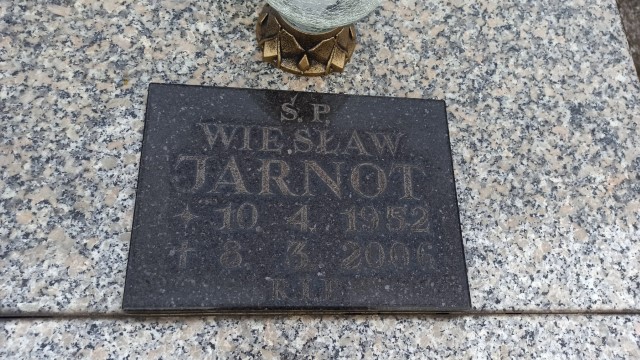 Ś. P.
WIESŁAW
JARNOT
* 10. 4. 1952
† 8. 3. 2006
R.I.P.